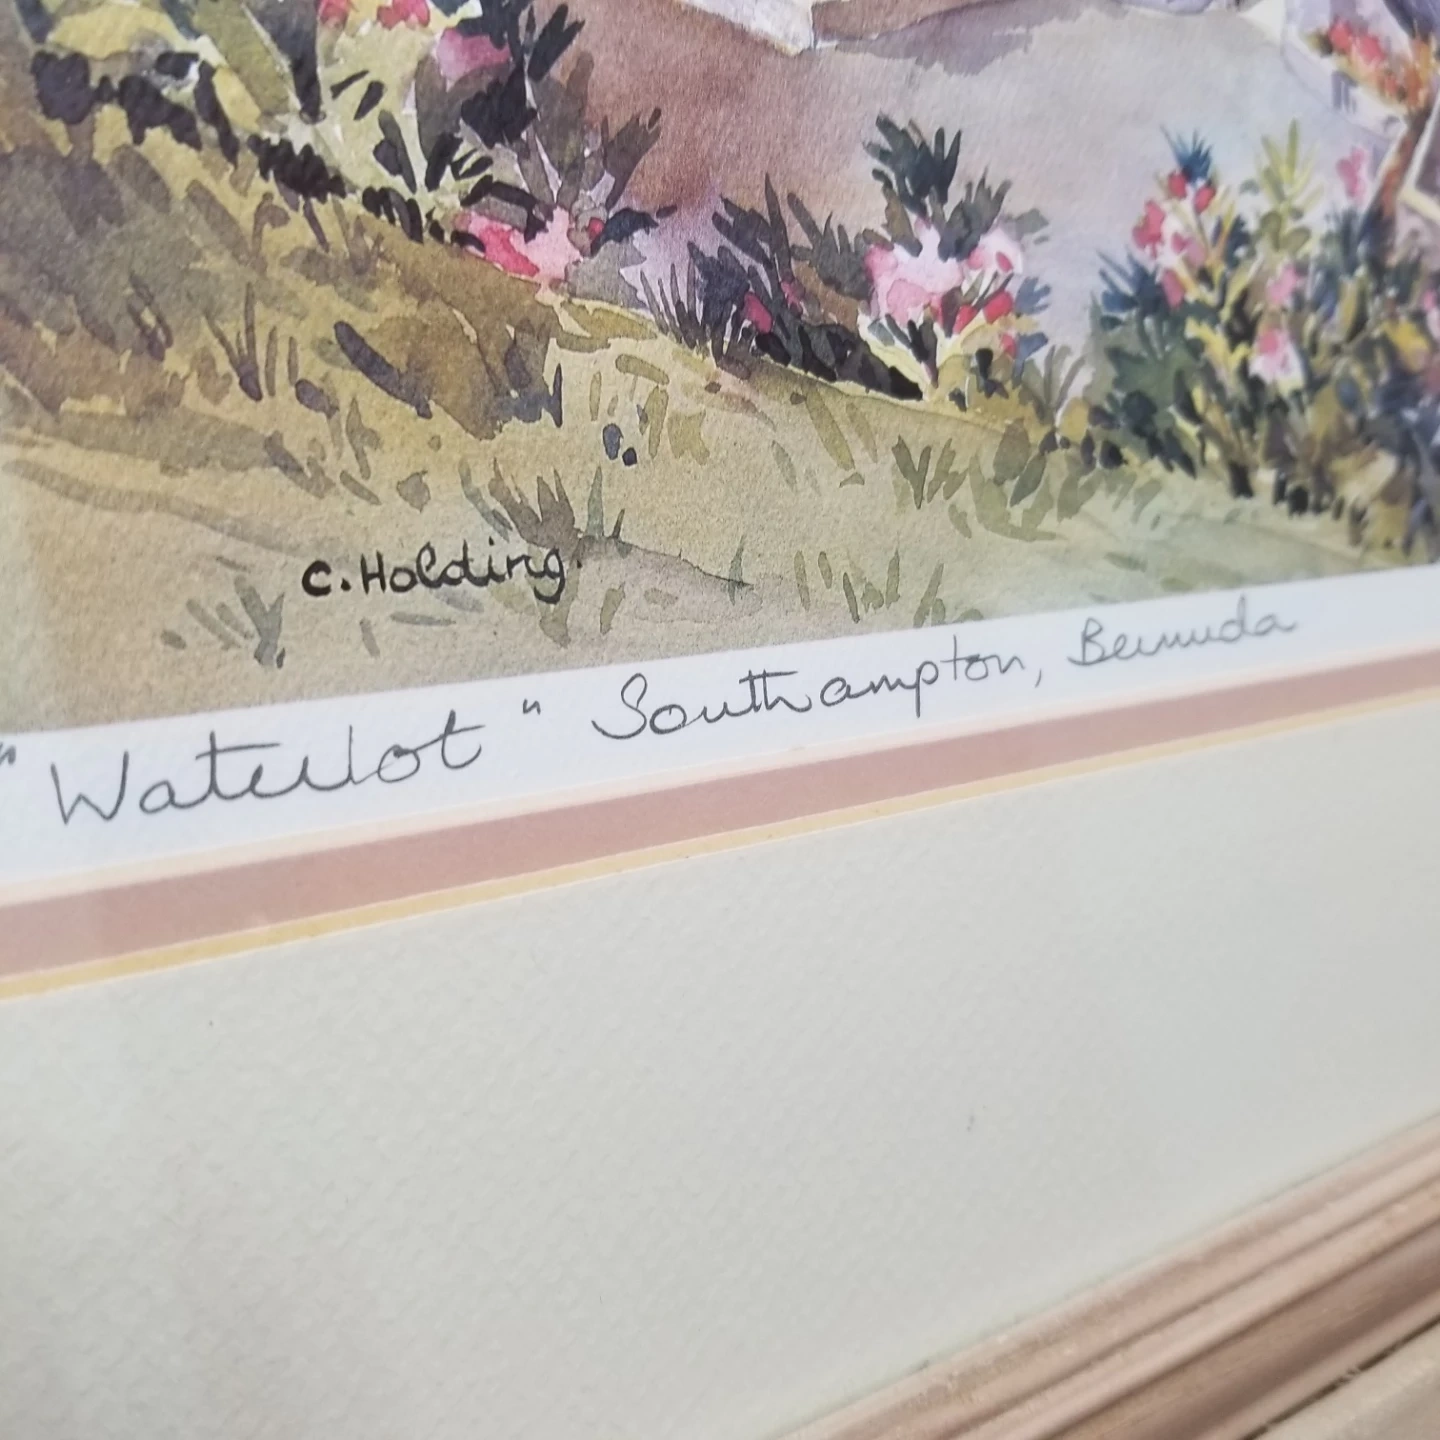 C. Holding.
"Waterlot" Southampton, Bermuda